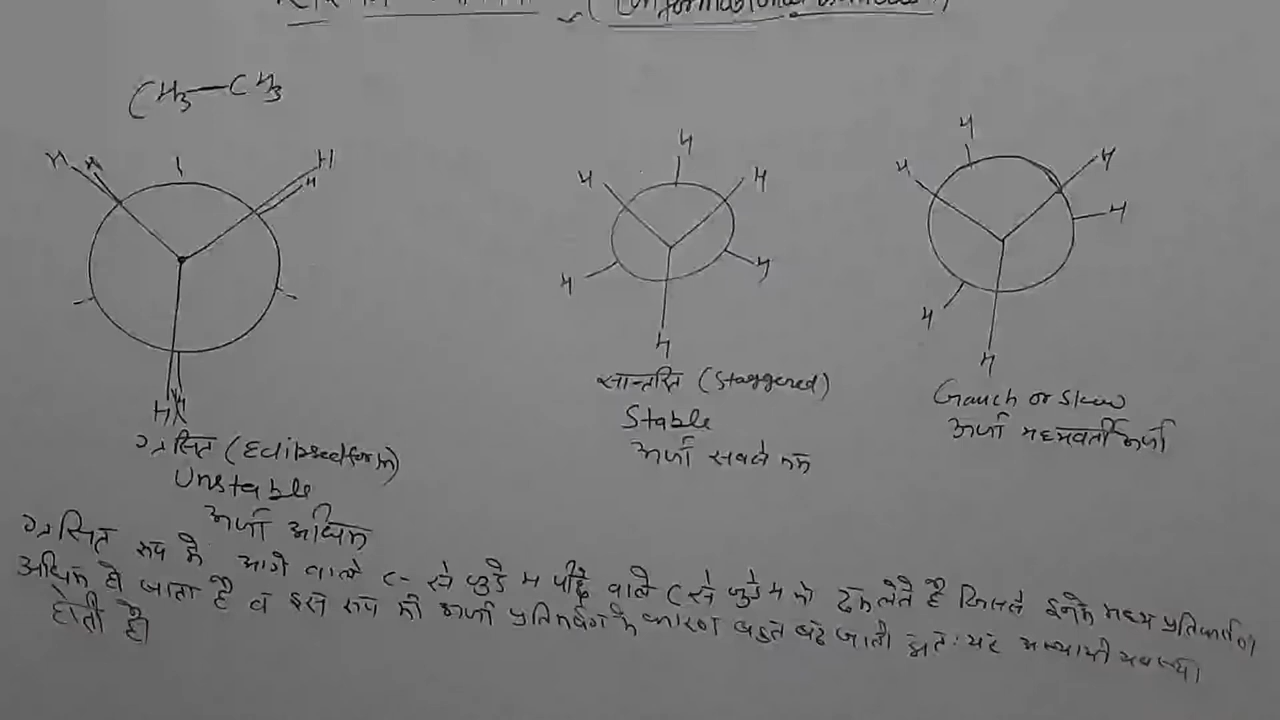 (Conformational
CH3—CH3
H H H H
H H H
H H H
H H
H H H
H H
H
H H
सान्तरित (Staggered)
Gauch or Skew
Stable
ऊर्जा मध्यवर्ती ऊर्जा
ग्रसित (Eclipsed form)
ऊर्जा सबसे कम
Unstable
ऊर्जा अधिक
ग्रसित रूप में आगे वाले C- से जुडे H पीछे वाले C से जुडे H को ढक लेते है जिससे इनके मध्य प्रतिकर्षण
अधिक हो जाता है व इस रूप की ऊर्जा प्रतिकर्षण के कारण बहुत बढ जाती अतः यह अस्थायी अवस्था
होती है।